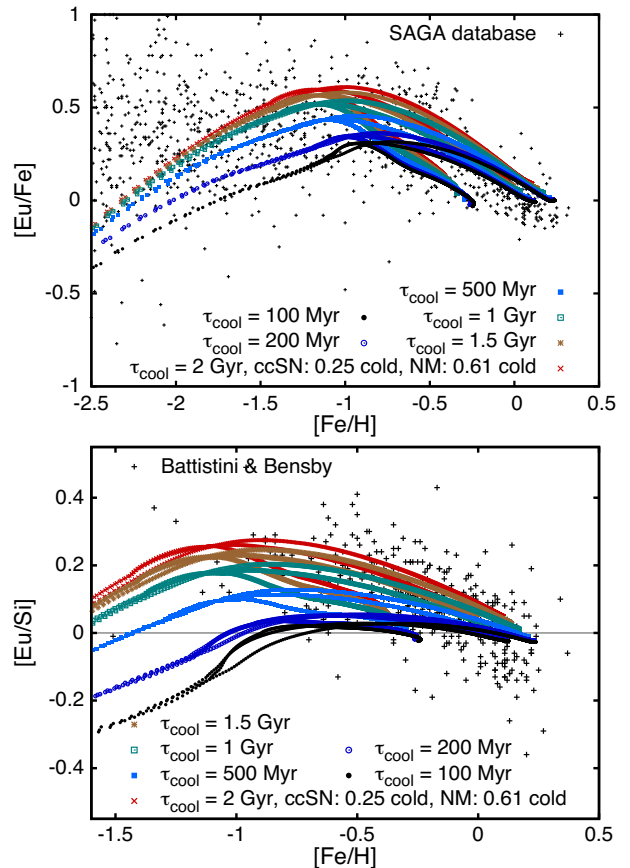 1
0.5
0
-0.5
-1
[Eu/Fe]
SAGA database
τcool = 500 Myr
τcool = 100 Myr
τcool = 1 Gyr
τcool = 200 Myr
τcool = 1.5 Gyr
τcool = 2 Gyr, ccSN: 0.25 cold, NM: 0.61 cold
-2.5 -2 -1.5 -1 -0.5 0 0.5
[Fe/H]
Battistini & Bensby
0.4
0.2
0
-0.2
-0.4
[Eu/Si]
τcool = 1.5 Gyr
τcool = 1 Gyr
τcool = 200 Myr
τcool = 500 Myr
τcool = 100 Myr
τcool = 2 Gyr, ccSN: 0.25 cold, NM: 0.61 cold
-1.5 -1 -0.5 0 0.5
[Fe/H]